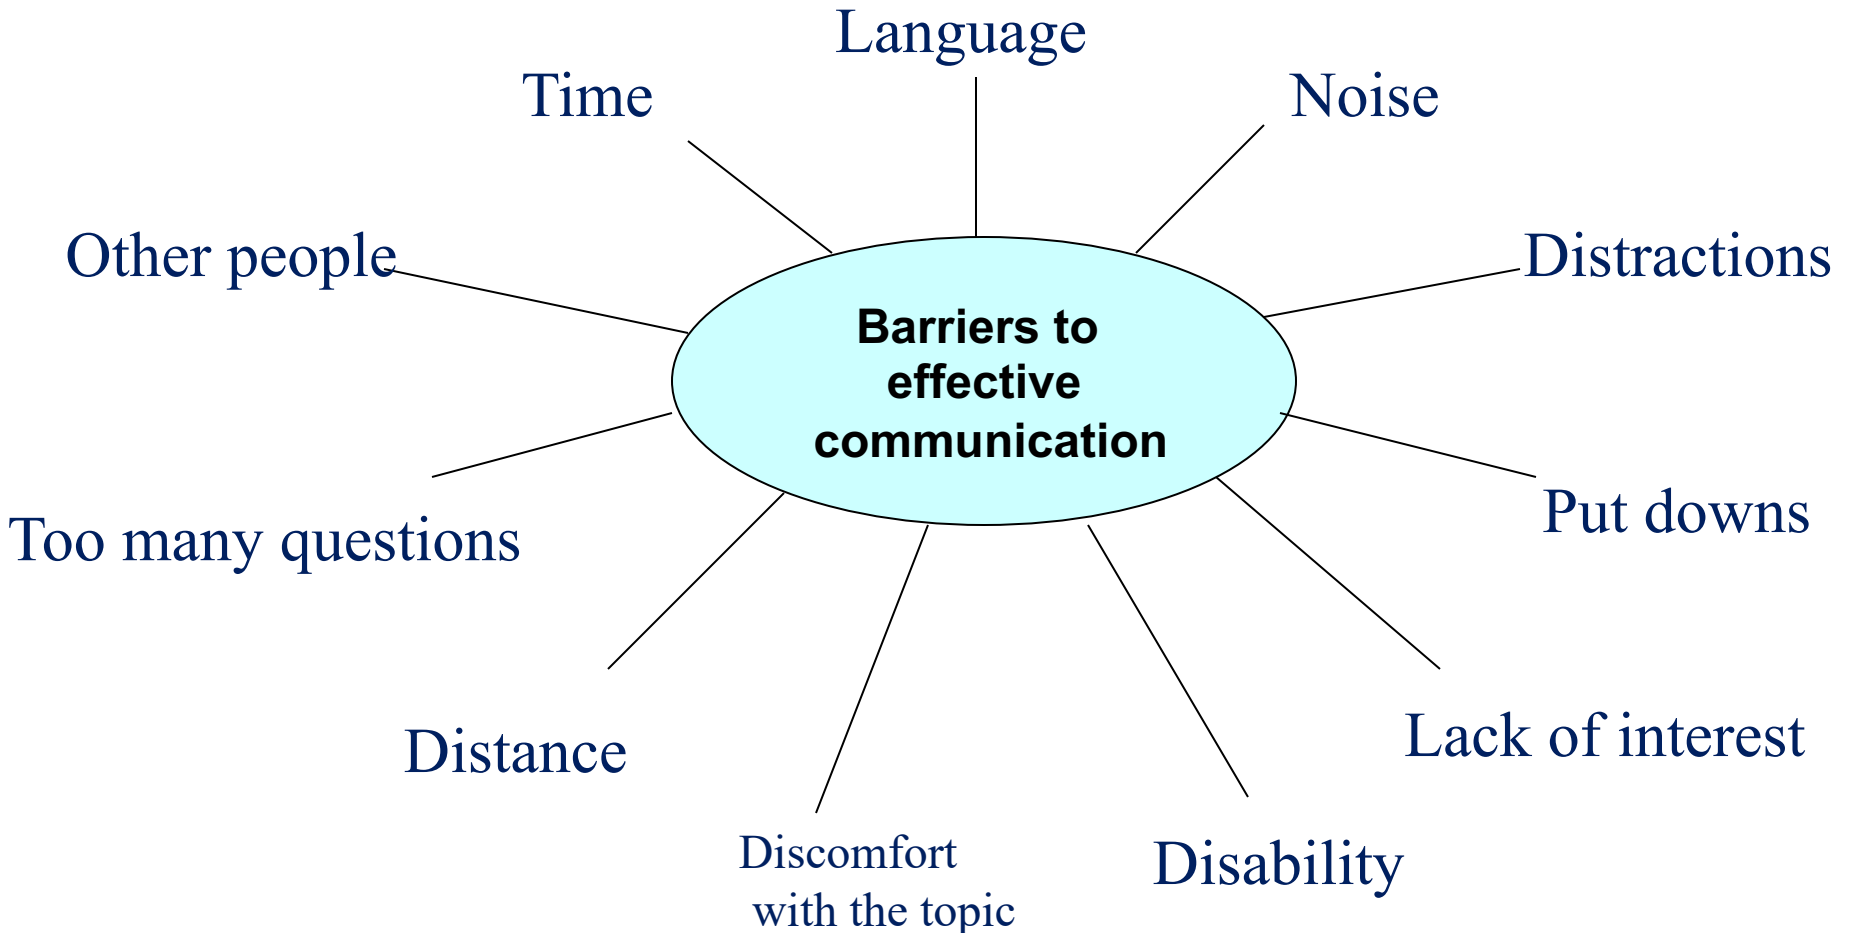 Language
Time
Noise
Other people
Distractions
Barriers to
effective
communication
Put downs
Too many questions
Lack of interest
Distance
Discomfort
with the topic
Disability